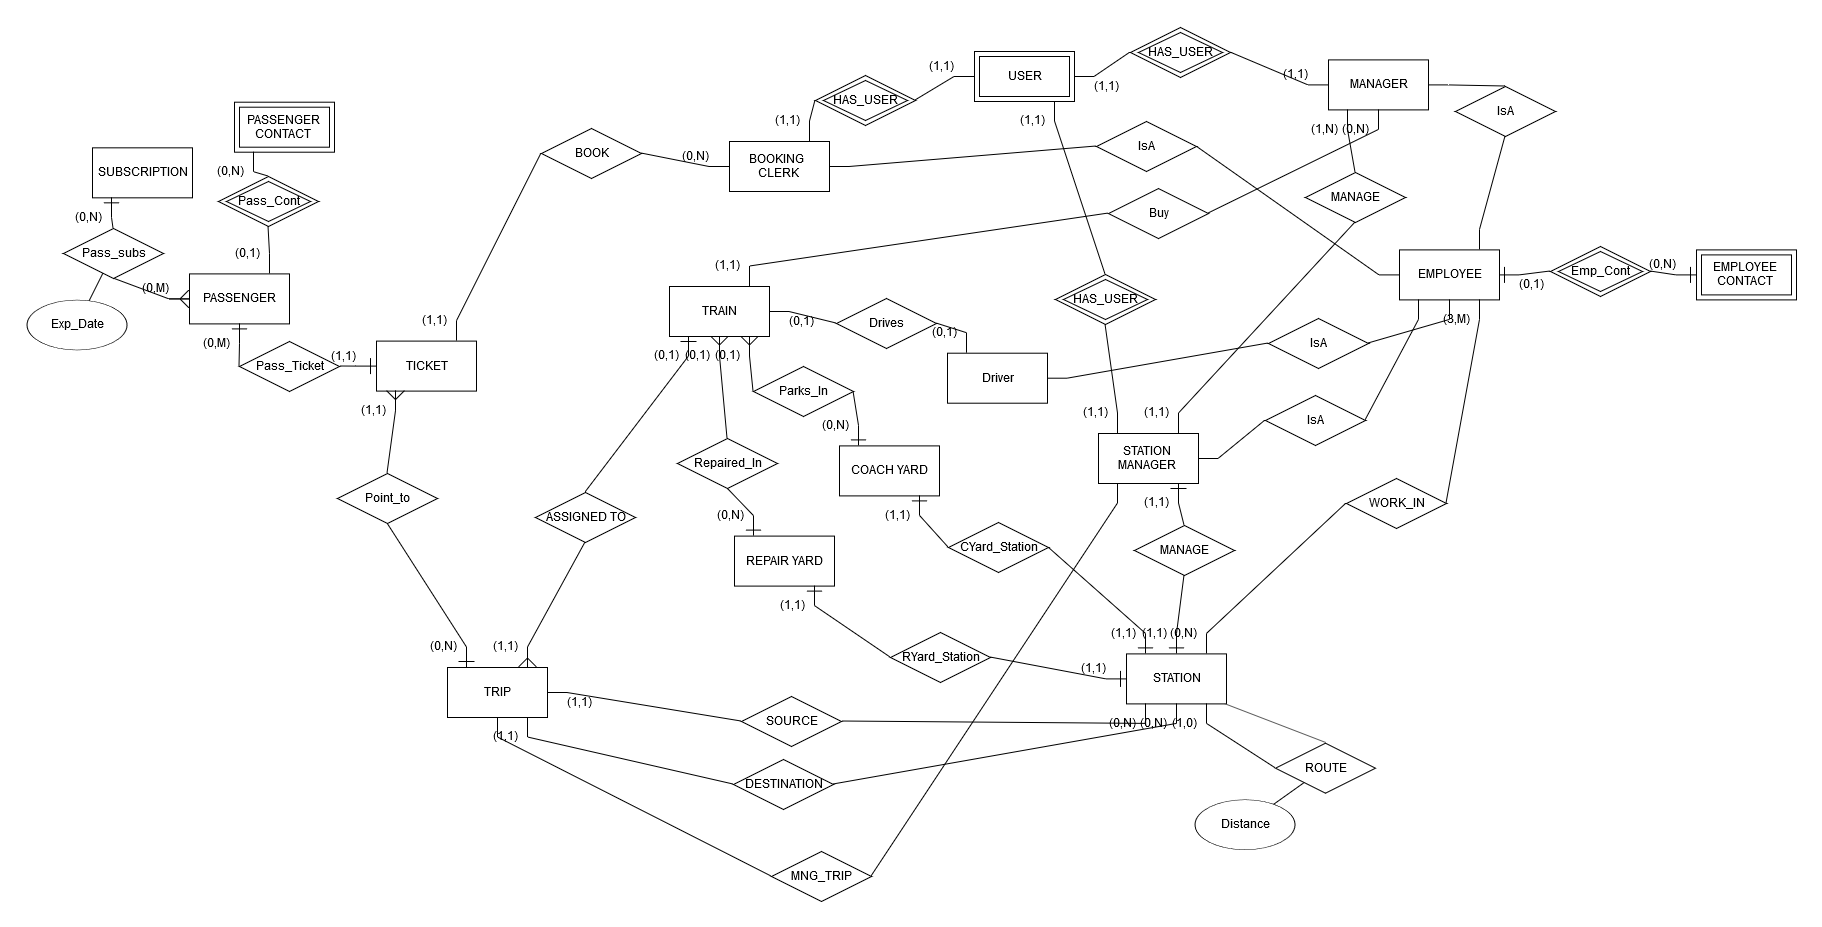 HAS_USER
(1,1)
USER
(1,1)
(1,1)
MANAGER
HAS_USER
IsA
PASSENGER
CONTACT
(1,1)
(1,1)
(1,N)
(0,N)
BOOK
(0,N)
BOOKING
CLERK
IsA
SUBSCRIPTION
(0,N)
Pass_Cont
MANAGE
(0,N)
Buy
Pass_subs
(0,1)
(1,1)
EMPLOYEE
Emp_Cont
(0,N)
EMPLOYEE
CONTACT
(0,1)
(0,M)
PASSENGER
HAS_USER
Exp_Date
TRAIN
(0,1)
Drives
(0,1)
(3,M)
(1,1)
(0,M)
IsA
(1,1)
(0,1)
(0,1)
(0,1)
Pass_Ticket
TICKET
Driver
Parks_In
(1,1)
(1,1)
(1,1)
IsA
(0,N)
Repaired_In
COACH YARD
STATION
MANAGER
Point_to
(1,1)
WORK_IN
(0,N)
(1,1)
ASSIGNED TO
CYard_Station
MANAGE
REPAIR YARD
(1,1)
(1,1)
(1,1)
(0,N)
(0,N)
(1,1)
RYard_Station
(1,1)
STATION
TRIP
(1,1)
SOURCE
(0,N)
(0,N)
(1,0)
(1,1)
ROUTE
DESTINATION
Distance
MNG_TRIP